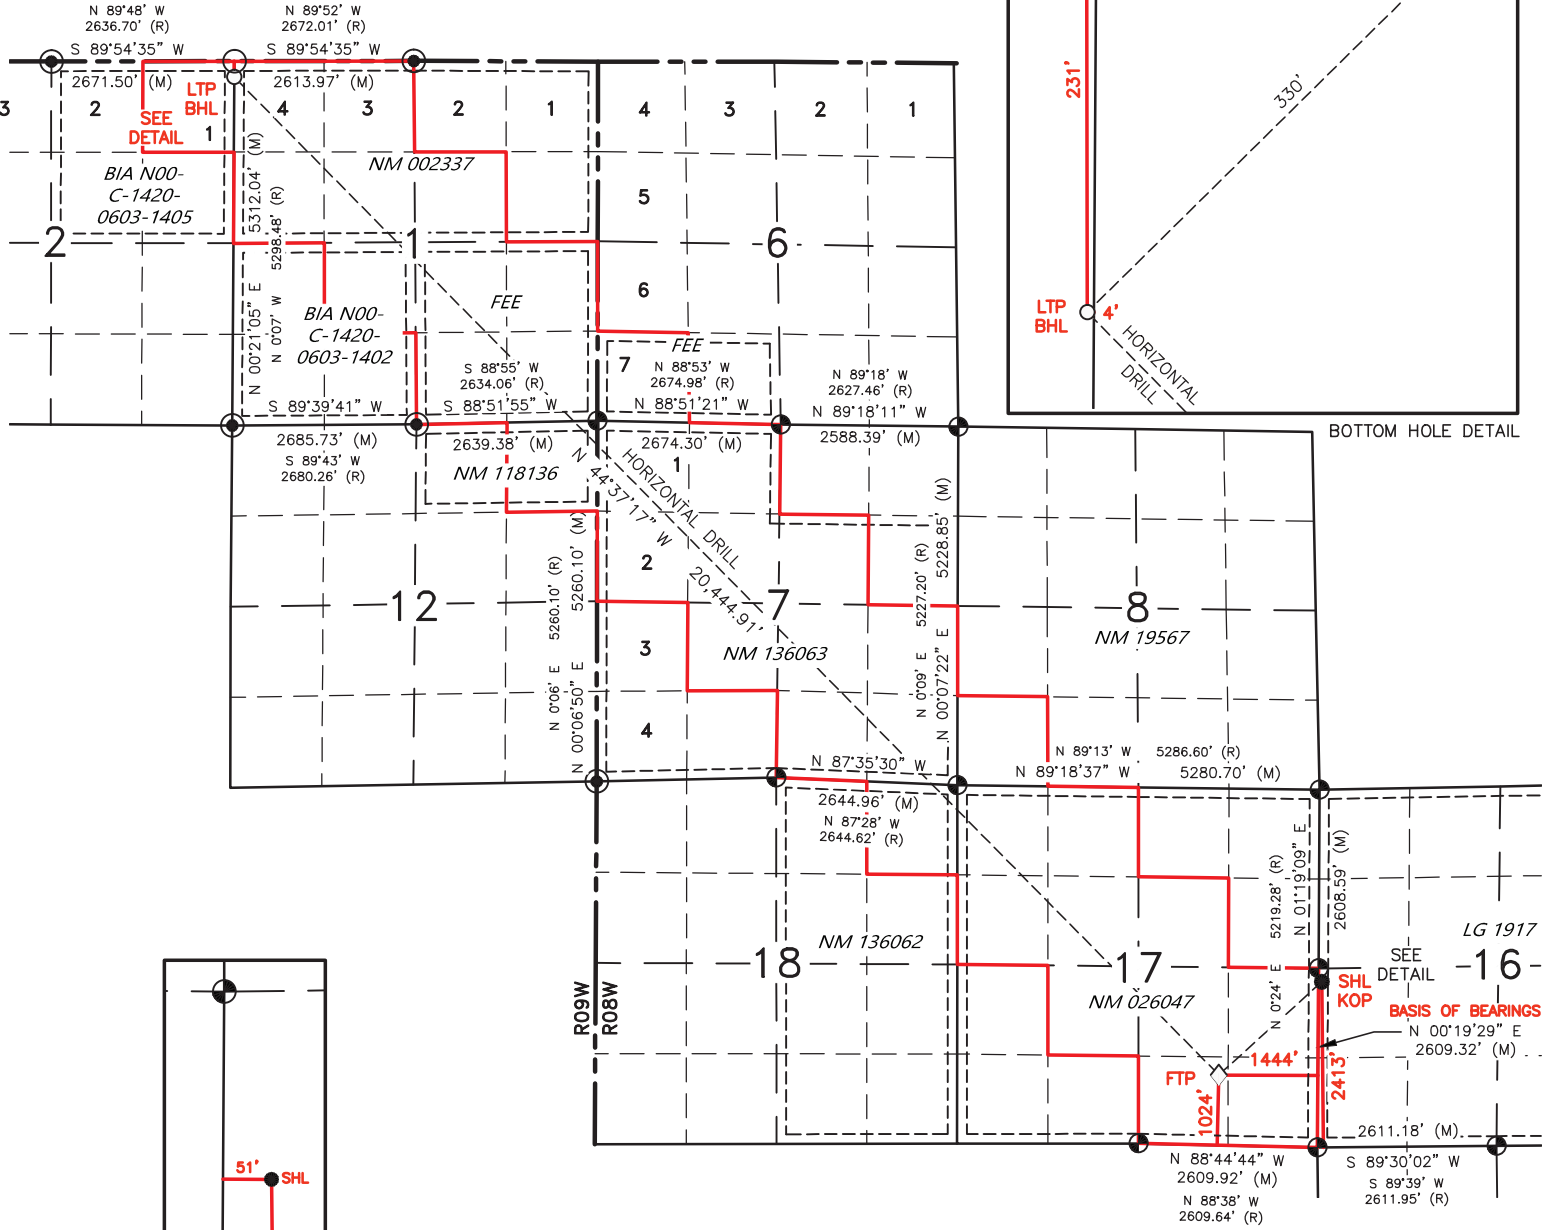 N 89°48' W
2636.70' (R)
S 89°54'35" W
2671.50' (M)
N 89°52' W
2672.01' (R)
S 89°54'35" W
2613.97' (M)
231'
330'
LTP
BHL
4'
HORIZONTAL
DRILL
BOTTOM HOLE DETAIL
3
2
1
LTP
BHL
SEE
DETAIL
4
3
2
1
4
3
2
1
BIA N00-
C-1420-
0603-1405
NM 002337
5312.04' (M)
5298.48' (R)
N 00°21'05" E
N 0°07' W
2
1
5
6
6
FEE
BIA N00-
C-1420-
0603-1402
7
FEE
S 88°55' W
2634.06' (R)
S 88°51'55" W
2639.38' (M)
N 88°53' W
2674.98' (R)
N 88°51'21" W
2674.30' (M)
N 89°18' W
2627.46' (R)
N 89°18'11" W
2588.39' (M)
S 89°39'41" W
2685.73' (M)
S 89°43' W
2680.26' (R)
NM 118136
1
HORIZONTAL DRILL
N 44°37'17" W
20,444.91'
5260.10' (R)
5260.10' (M)
N 0°06' E
N 00°06'50" E
5227.20' (R)
5228.85' (M)
N 0°09' E
N 00°07'22" E
12
2
7
3
NM 136063
4
8
NM 19567
N 87°35'30" W
2644.96' (M)
N 87°28' W
2644.62' (R)
N 89°13' W
5286.60' (R)
N 89°18'37" W
5280.70' (M)
5219.28' (R)
N 01°19'09" E
2608.59' (M)
N 0°24' E
18
NM 136062
17
NM 026047
LG 1917
SEE
DETAIL
16
SHL
KOP
BASIS OF BEARINGS
N 00°19'29" E
2609.32' (M)
R09W
R08W
FTP
1444'
1024'
2413'
2611.18' (M)
N 88°44'44" W
2609.92' (M)
N 88°38' W
2609.64' (R)
S 89°30'02" W
S 89°39' W
2611.95' (R)
51'
SHL